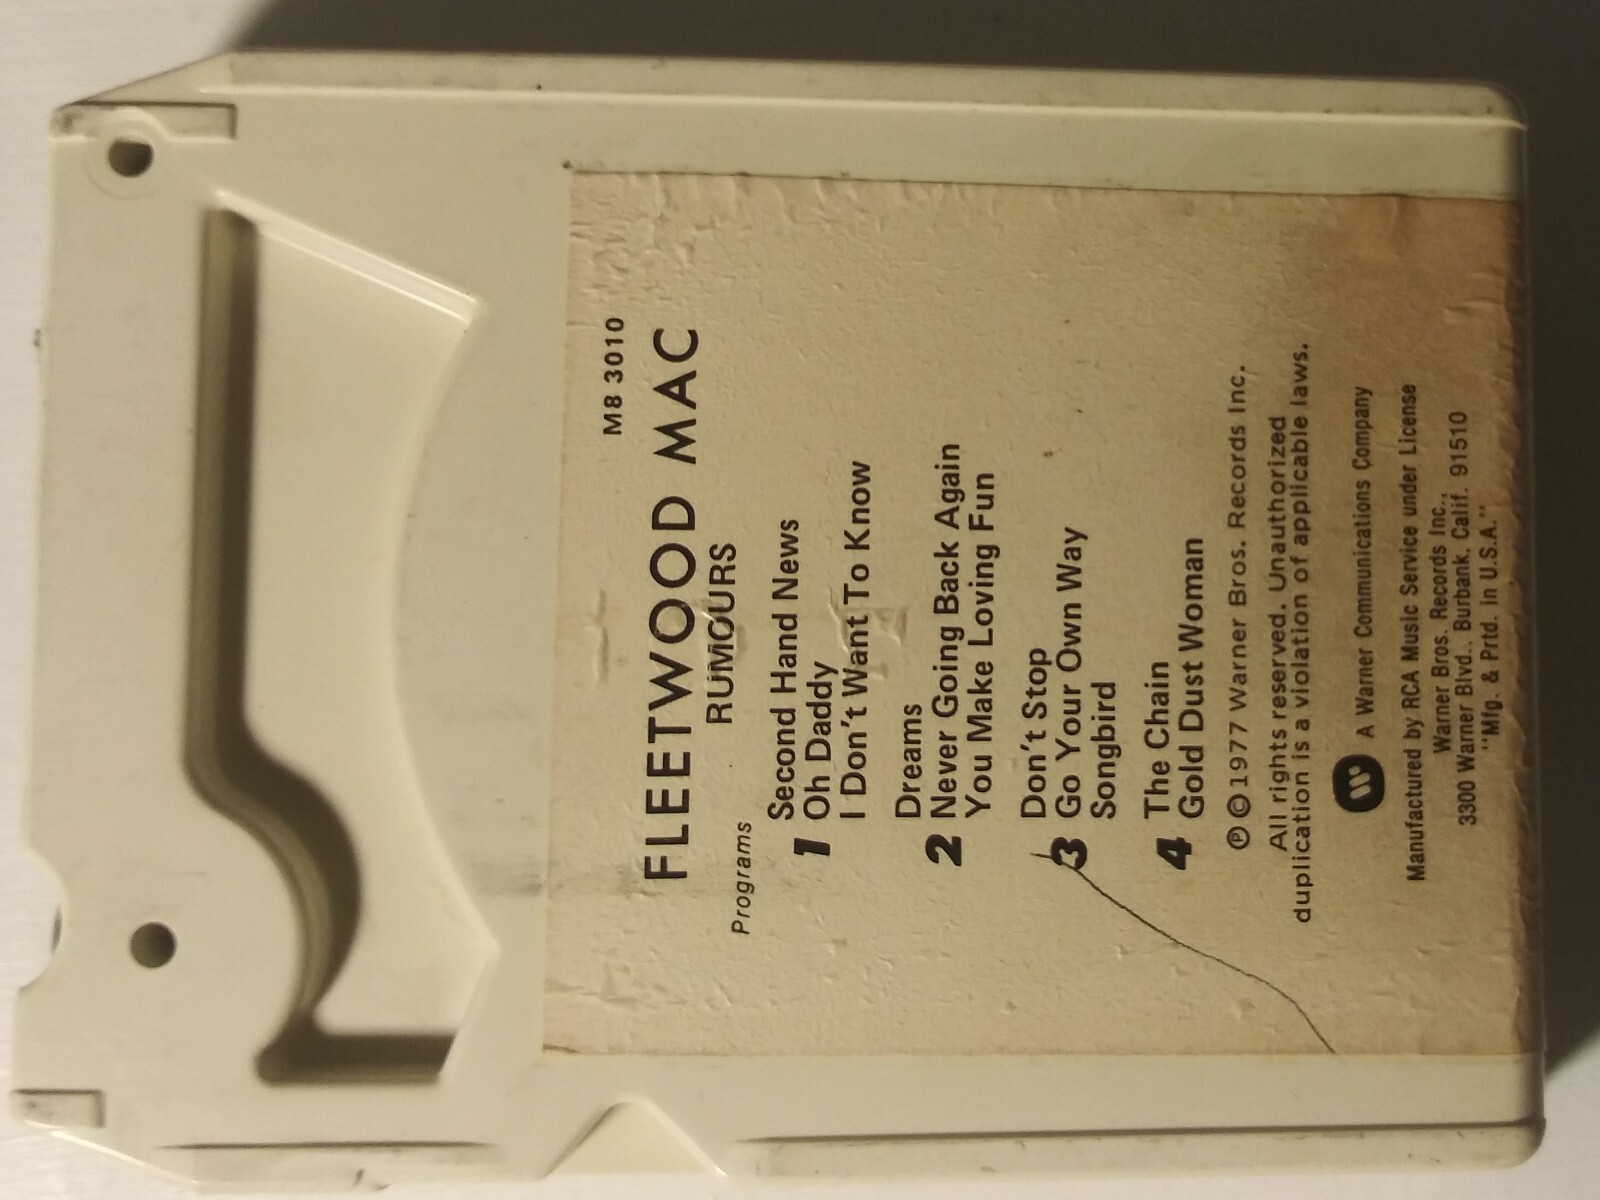 M8 3010
FLEETWOOD MAC
RUMOURS
Programs
1 Second Hand News
Oh Daddy
I Don't Want To Know
2 Dreams
Never Going Back Again
You Make Loving Fun
3 Don't Stop
Go Your Own Way
Songbird
4 The Chain
Gold Dust Woman
℗©1977 Warner Bros. Records Inc.
All rights reserved. Unauthorized
duplication is a violation of applicable laws.
W A Warner Communications Company
Manufactured by RCA Music Service under License
Warner Bros. Records Inc.,
3300 Warner Blvd., Burbank, Calif. 91510
"Mfg. & Prtd. in U.S.A."